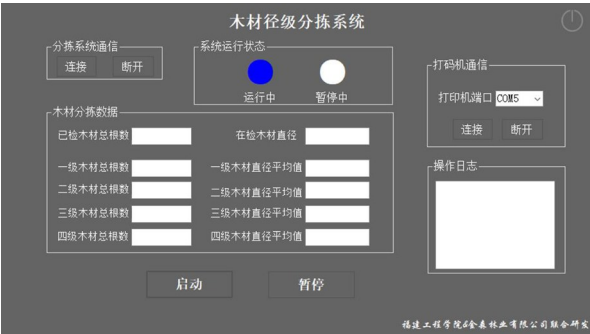 木材径级分拣系统
分拣系统通信
连接 断开
系统运行状态
运行中 暂停中
打码机通信
打印机端口 COM5
连接 断开
木材分拣数据
已检木材总根数 在检木材直径
一级木材总根数 一级木材直径平均值
二级木材总根数 二级木材直径平均值
三级木材总根数 三级木材直径平均值
四级木材总根数 四级木材直径平均值
操作日志
启动 暂停
福建工程学院&金森林业有限公司联合研发